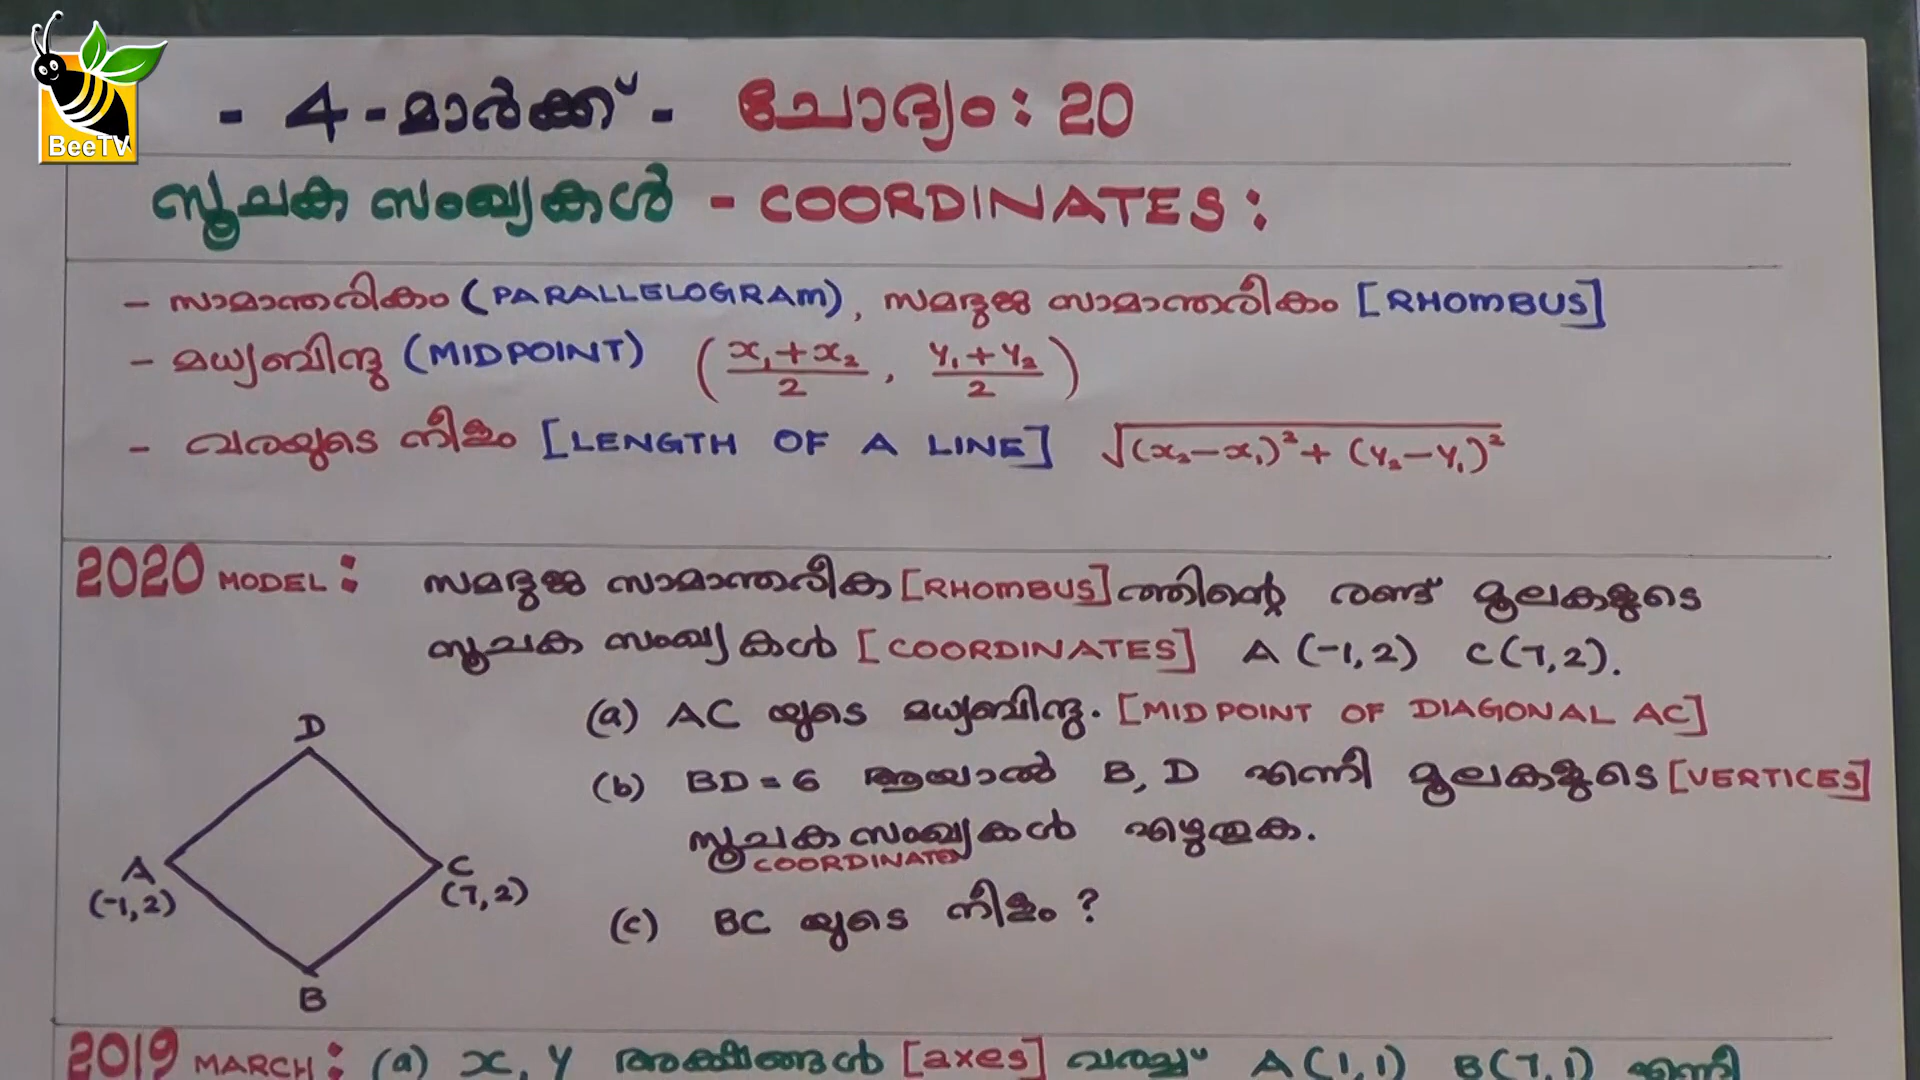 BeeTV
- 4-മാർക്ക് - ചോദ്യം: 20
സൂചക സംഖ്യകൾ - COORDINATES:
- സാമാന്തരികം (PARALLELOGRAM), സമഭുജ സാമാന്തരികം [RHOMBUS]
- മധ്യബിന്ദു (MIDPOINT) (x₁+x₂/2, y₁+y₂/2)
- വരയുടെ നീളം [LENGTH OF A LINE] √(x₂-x₁)²+(y₂-y₁)²
2020 MODEL: സമഭുജ സാമാന്തരീക [RHOMBUS]ത്തിന്റെ രണ്ട് മൂലകളുടെ
സൂചക സംഖ്യകൾ [COORDINATES] A(-1,2) C(7,2).
(a) AC യുടെ മധ്യബിന്ദു. [MIDPOINT OF DIAGONAL AC]
(b) BD=6 ആയാൽ B, D എന്നീ മൂലകളുടെ [VERTICES]
സൂചകസംഖ്യകൾ എഴുതുക.
COORDINATE
(c) BC യുടെ നീളം?
D
A
(-1,2)
C
(7,2)
B
2019 MARCH: (a) x, y അക്ഷങ്ങൾ [axes] വരച്ച് A(1,1) B(7,1) എന്നീ